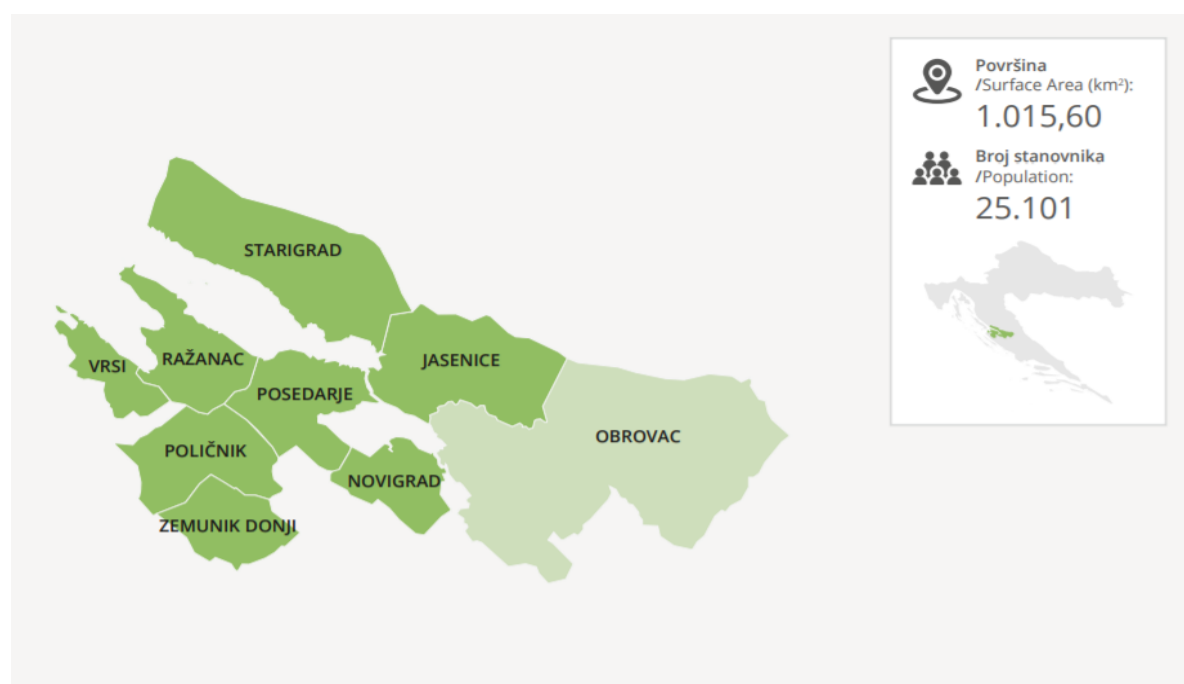 Površina
/Surface Area (km²):
1.015,60
Broj stanovnika
/Population:
25.101
STARIGRAD
VRSI
RAŽANAC
JASENICE
POSEDARJE
OBROVAC
POLIČNIK
NOVIGRAD
ZEMUNIK DONJI